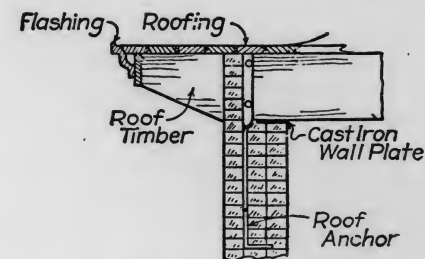 Flashing
Roofing
Roof
Timber
Cast Iron
Wall Plate
Roof
Anchor